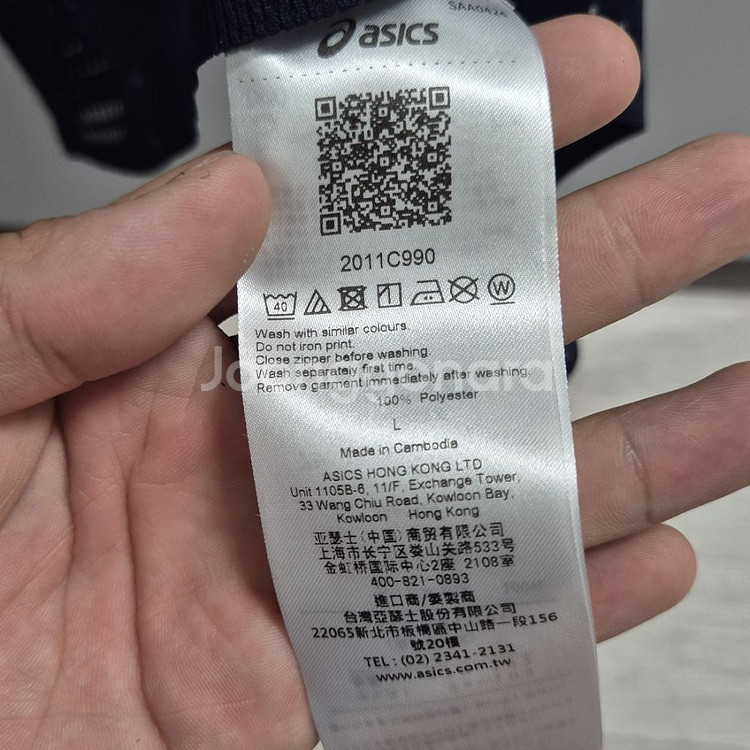 SAA0424
asics
2011C990
40
W
Wash with similar colours.
Do not iron print.
Close zipper before washing.
Wash separately first time.
Remove garment immediately after washing.
100% Polyester
L
Made in Cambodia
ASICS HONG KONG LTD
Unit 1105B-6, 11/F, Exchange Tower,
33 Wang Chiu Road, Kowloon Bay,
Kowloon Hong Kong
亚瑟士(中国)商贸有限公司
上海市长宁区娄山关路533号
金虹桥国际中心2座 2108室
400-821-0893
進口商/委製商
台灣亞瑟士股份有限公司
22065新北市板橋區中山路一段156
號20樓
TEL:(02) 2341-2131
www.asics.com.tw